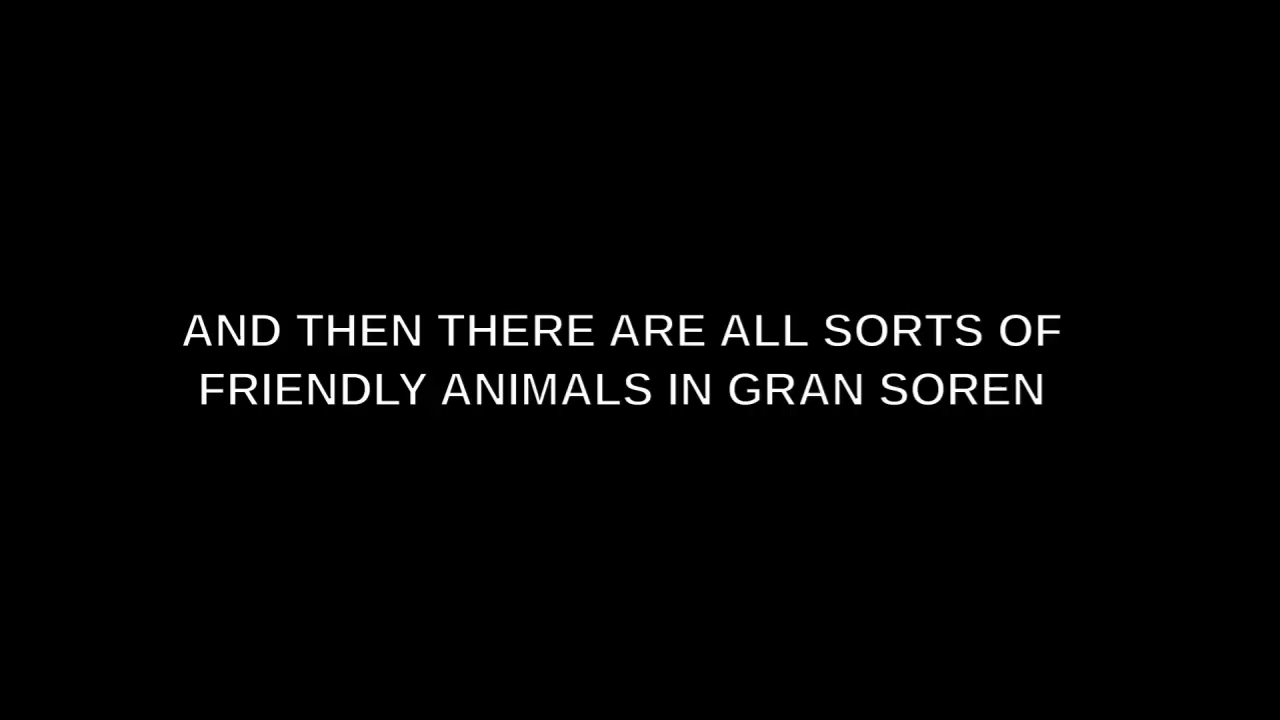 AND THEN THERE ARE ALL SORTS OF
FRIENDLY ANIMALS IN GRAN SOREN